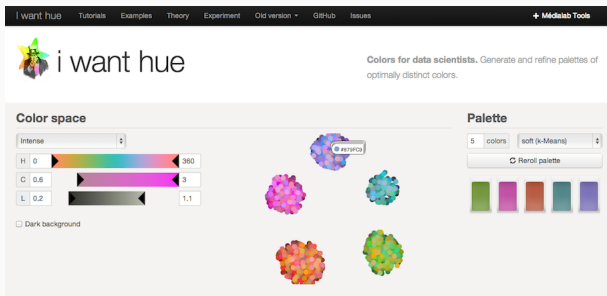 I want hue Tutorials Examples Theory Experiment Old version GitHub Issues + Médialab Tools
i want hue
Colors for data scientists. Generate and refine palettes of
optimally distinct colors.
Color space
Intense
H 0 360
C 0.6 3
L 0.2 1.1
Dark background
#879FC9
Palette
5 colors soft (k-Means)
Reroll palette